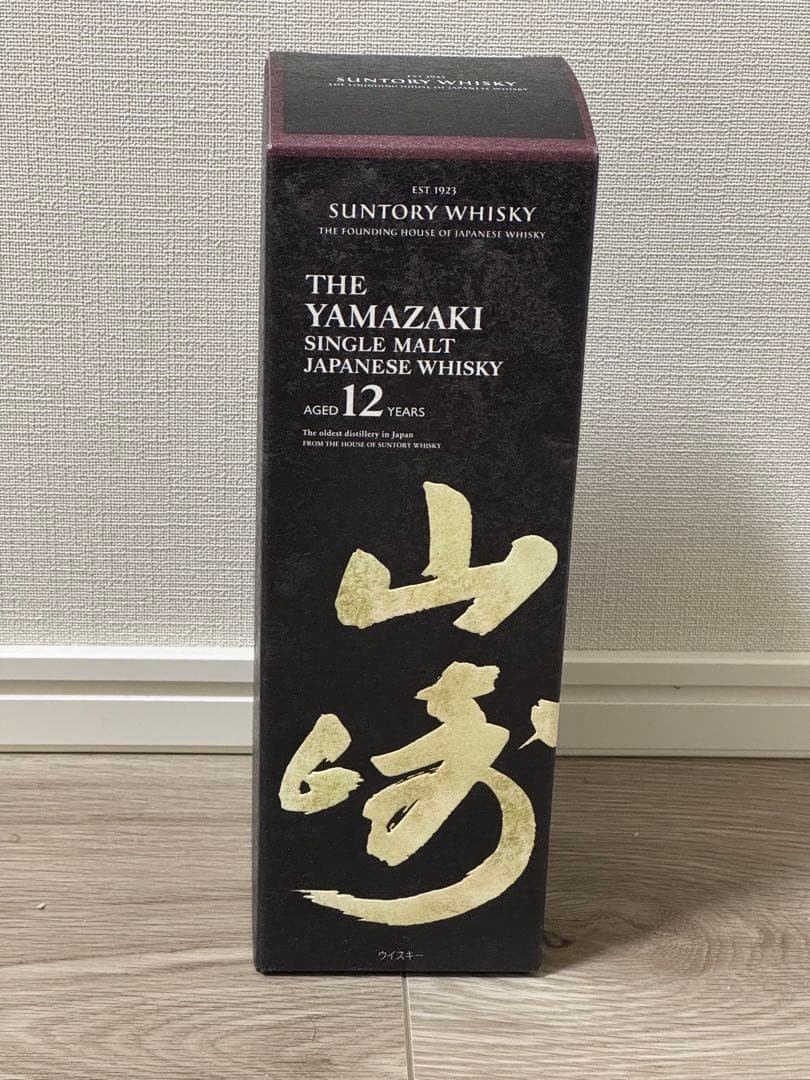 EST 1923
SUNTORY WHISKY
THE FOUNDING HOUSE OF JAPANESE WHISKY
EST 1923
SUNTORY WHISKY
THE FOUNDING HOUSE OF JAPANESE WHISKY
THE
YAMAZAKI
SINGLE MALT
JAPANESE WHISKY
AGED 12 YEARS
The oldest distillery in Japan
FROM THE HOUSE OF SUNTORY WHISKY
山
崎
ウイスキー